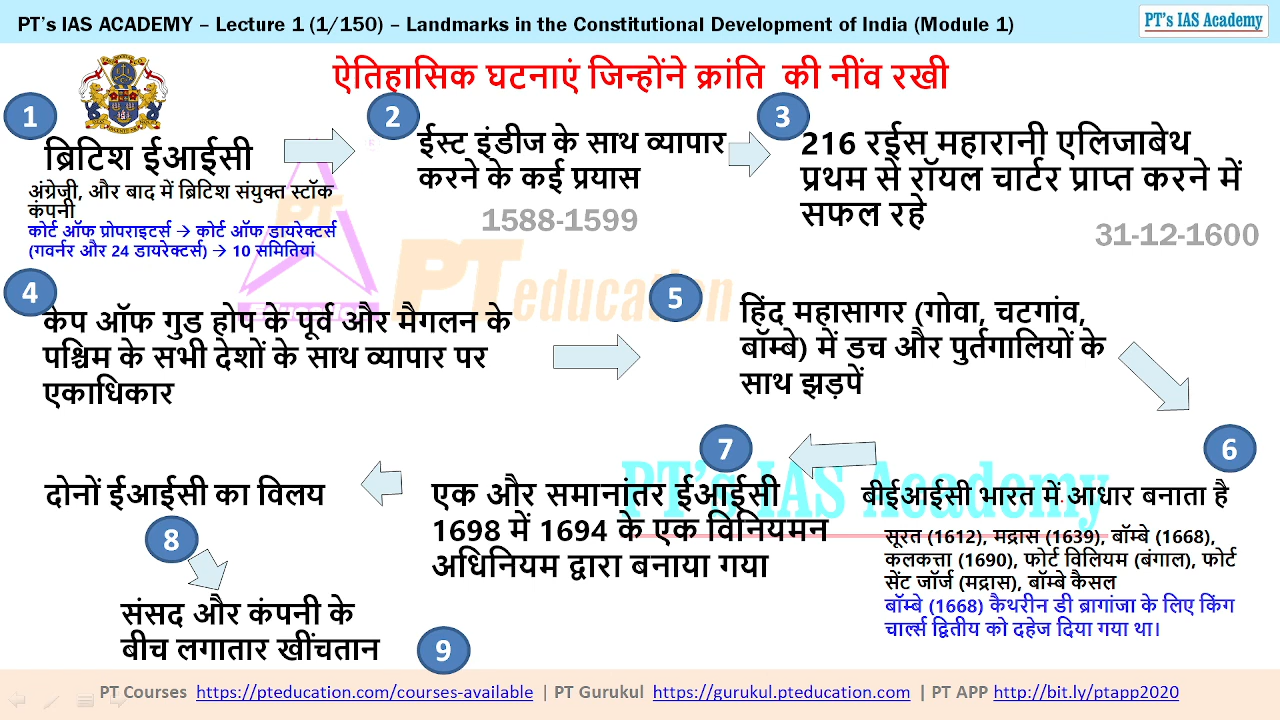 PT's IAS ACADEMY – Lecture 1 (1/150) – Landmarks in the Constitutional Development of India (Module 1)
PT's IAS Academy
ऐतिहासिक घटनाएं जिन्होंने क्रांति की नींव रखी
1
ब्रिटिश ईआईसी
अंग्रेजी, और बाद में ब्रिटिश संयुक्त स्टॉक
कंपनी
कोर्ट ऑफ प्रोपराइटर्स → कोर्ट ऑफ डायरेक्टर्स
(गवर्नर और 24 डायरेक्टर्स) → 10 समितियां
2
ईस्ट इंडीज के साथ व्यापार
करने के कई प्रयास
1588-1599
3
216 रईस महारानी एलिजाबेथ
प्रथम से रॉयल चार्टर प्राप्त करने में
सफल रहे
31-12-1600
PT education
4
केप ऑफ गुड होप के पूर्व और मैगलन के
पश्चिम के सभी देशों के साथ व्यापार पर
एकाधिकार
5
हिंद महासागर (गोवा, चटगांव,
बॉम्बे) में डच और पुर्तगालियों के
साथ झड़पें
6
बीईआईसी भारत में आधार बनाता है
सूरत (1612), मद्रास (1639), बॉम्बे (1668),
कलकत्ता (1690), फोर्ट विलियम (बंगाल), फोर्ट
सेंट जॉर्ज (मद्रास), बॉम्बे कैसल
बॉम्बे (1668) कैथरीन डी ब्रागांजा के लिए किंग
चार्ल्स द्वितीय को दहेज दिया गया था।
7
PT's IAS Academy
एक और समानांतर ईआईसी
1698 में 1694 के एक विनियमन
अधिनियम द्वारा बनाया गया
दोनों ईआईसी का विलय
8
संसद और कंपनी के
बीच लगातार खींचतान
9
PT Courses https://pteducation.com/courses-available | PT Gurukul https://gurukul.pteducation.com | PT APP http://bit.ly/ptapp2020